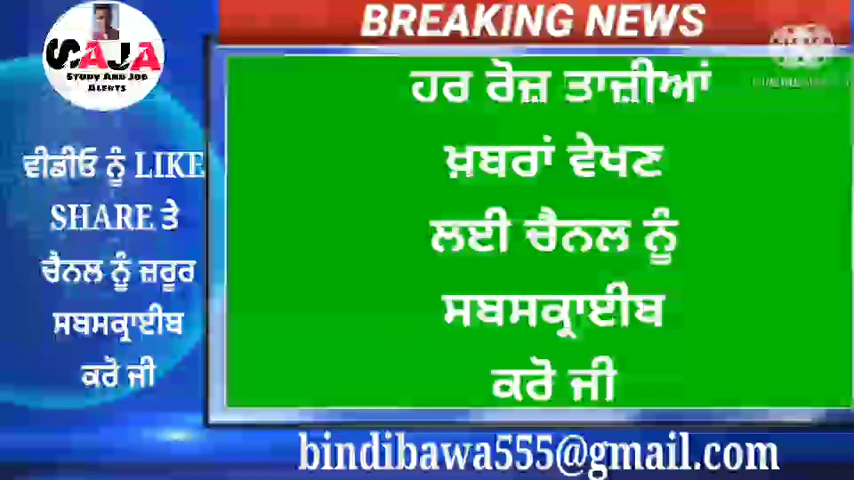 BREAKING NEWS
SAJA
STUDY AND JOB
ALERTS
ਵੀਡੀਓ ਨੂੰ LIKE
SHARE ਤੇ
ਚੈਨਲ ਨੂੰ ਜ਼ਰੂਰ
ਸਬਸਕ੍ਰਾਈਬ
ਕਰੋ ਜੀ
ਹਰ ਰੋਜ਼ ਤਾਜ਼ੀਆਂ
ਖ਼ਬਰਾਂ ਵੇਖਣ
ਲਈ ਚੈਨਲ ਨੂੰ
ਸਬਸਕ੍ਰਾਈਬ
ਕਰੋ ਜੀ
bindibawa555@gmail.com